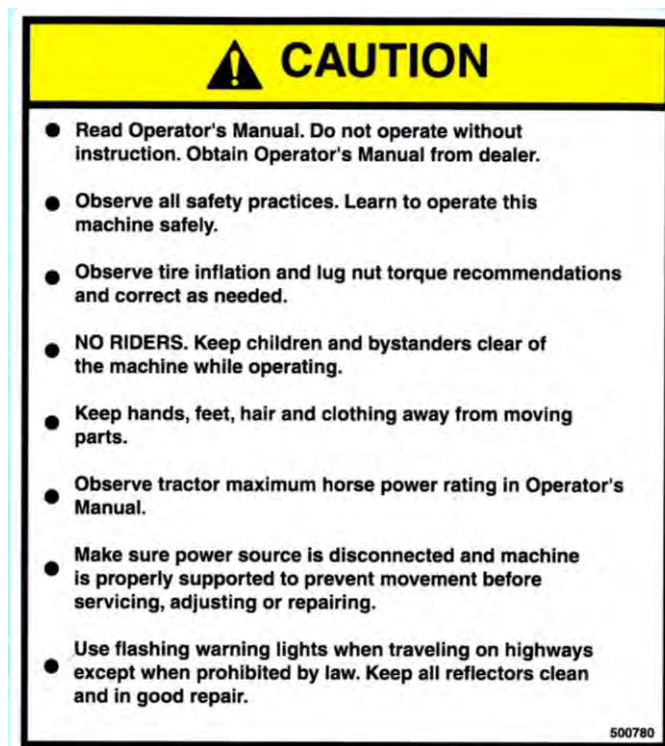 CAUTION
● Read Operator's Manual. Do not operate without
instruction. Obtain Operator's Manual from dealer.
● Observe all safety practices. Learn to operate this
machine safely.
● Observe tire inflation and lug nut torque recommendations
and correct as needed.
● NO RIDERS. Keep children and bystanders clear of
the machine while operating.
● Keep hands, feet, hair and clothing away from moving
parts.
● Observe tractor maximum horse power rating in Operator's
Manual.
● Make sure power source is disconnected and machine
is properly supported to prevent movement before
servicing, adjusting or repairing.
● Use flashing warning lights when traveling on highways
except when prohibited by law. Keep all reflectors clean
and in good repair.
500780